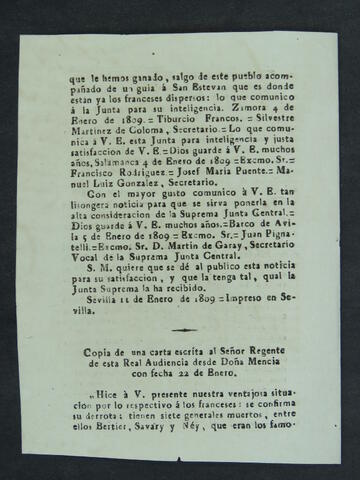 que le hemos ganado, salgo de este pueblo acom-
pañado de un guia á San Estevan que es donde
estan ya los franceses dispersos: lo que comunico
á la Junta para su inteligencia. Zamora 4 de
Enero de 1809. = Tiburcio Francos. = Silvestre
Martinez de Coloma, Secretario. = Lo que comu-
nica á V. E. esta Junta para inteligencia y justa
satisfaccion de V. E. = Dios guarde á V. E. muchos
años, Salamanca 4 de Enero de 1809 = Excmo. Sr. =
Francisco Rodriguez. = Josef Maria Puente. = Ma-
nuel Luiz Gonzalez, Secretario.
Con el mayor gusto comunico á V. E. tan
lisongera noticia para que se sirva ponerla en la
alta consideracion de la Suprema Junta Central. =
Dios guarde á V. E. muchos años. = Barco de Avi-
la 5 de Enero de 1809 = Excmo. Sr. = Juan Pigna-
telli. = Excmo. Sr. D. Martin de Garay, Secretario
Vocal de la Suprema Junta Central.
S. M. quiere que se dé al publico esta noticia
para su satisfaccion, y que la tenga tal, qual la
Junta Suprema la ha recibido.
Sevilla 11 de Enero de 1809 = Impreso en Se-
villa.
Copia de una carta escrita al Señor Regente
de esta Real Audiencia desde Doña Mencia
con fecha 22 de Enero.
„Hice á V. presente nuestra ventajosa situa-
cion por lo respectivo á los franceses: se confirma
su derrota; tienen siete generales muertos, entre
ellos Bertier, Savary y Néy, que eran los famo-